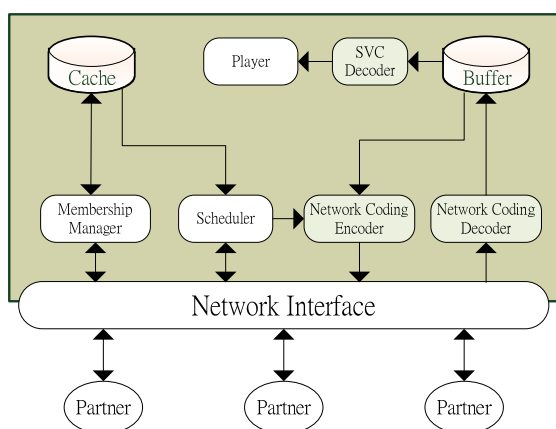 Cache
Player
SVC
Decoder
Buffer
Membership
Manager
Scheduler
Network Coding
Encoder
Network Coding
Decoder
Network Interface
Partner
Partner
Partner